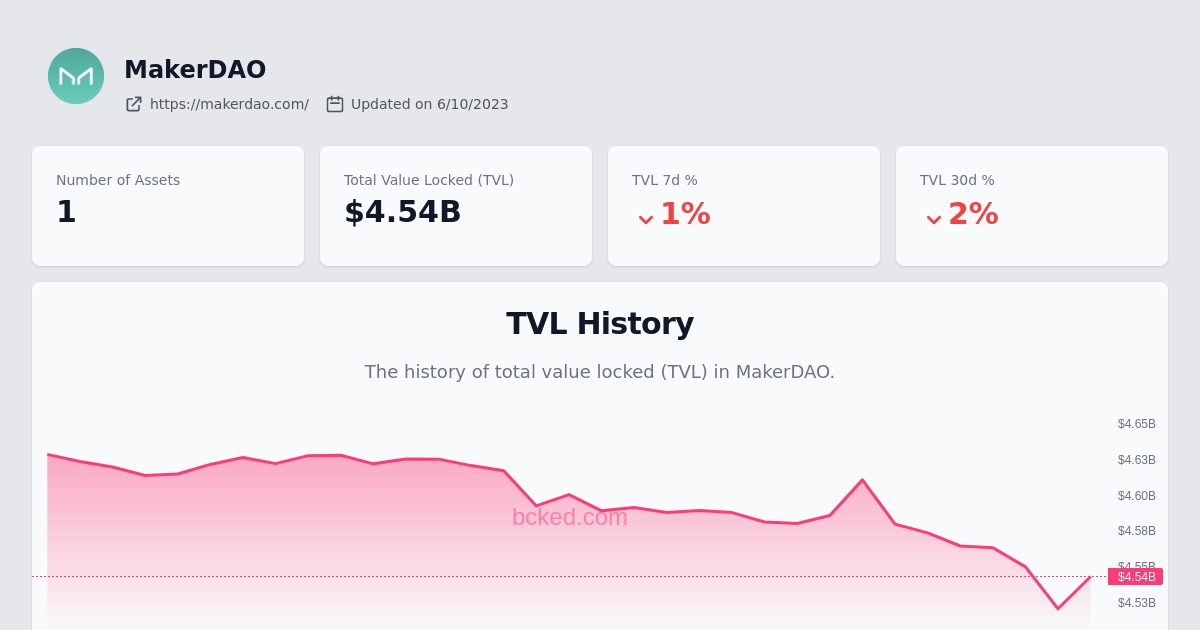 MakerDAO
https://makerdao.com/ Updated on 6/10/2023
Number of Assets
1
Total Value Locked (TVL)
$4.54B
TVL 7d %
1%
TVL 30d %
2%
TVL History
The history of total value locked (TVL) in MakerDAO.
$4.65B
$4.63B
$4.60B
bcked.com
$4.58B
$4.55B
$4.54B
$4.53B